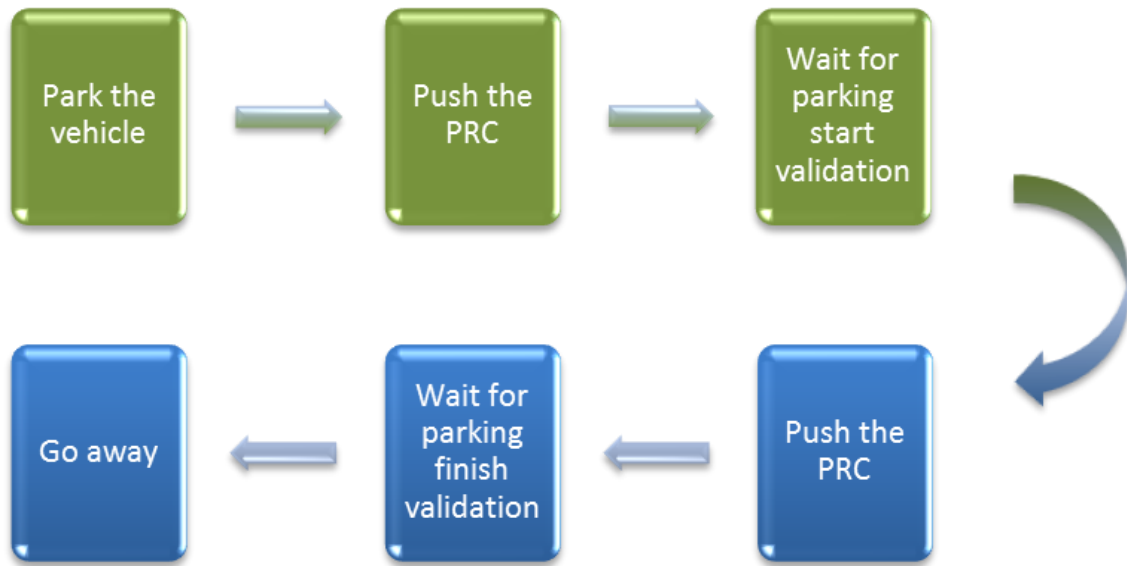 Park the
vehicle
Push the
PRC
Wait for
parking
start
validation
Push the
PRC
Wait for
parking
finish
validation
Go away